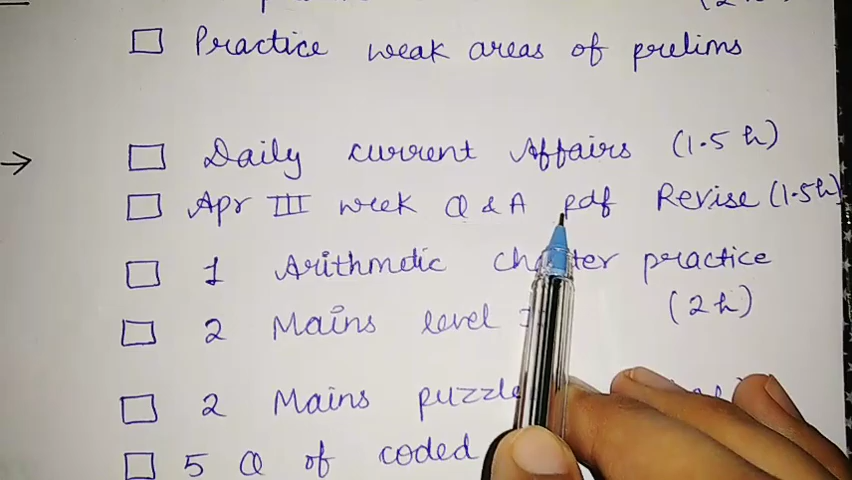 Practice weak areas of prelims
→ Daily current Affairs (1.5 h)
Apr III week Q & A pdf Revise (1.5h)
1 Arithmetic chapter practice
2 Mains level (2h)
2 Mains puzzle
5 Q of coded